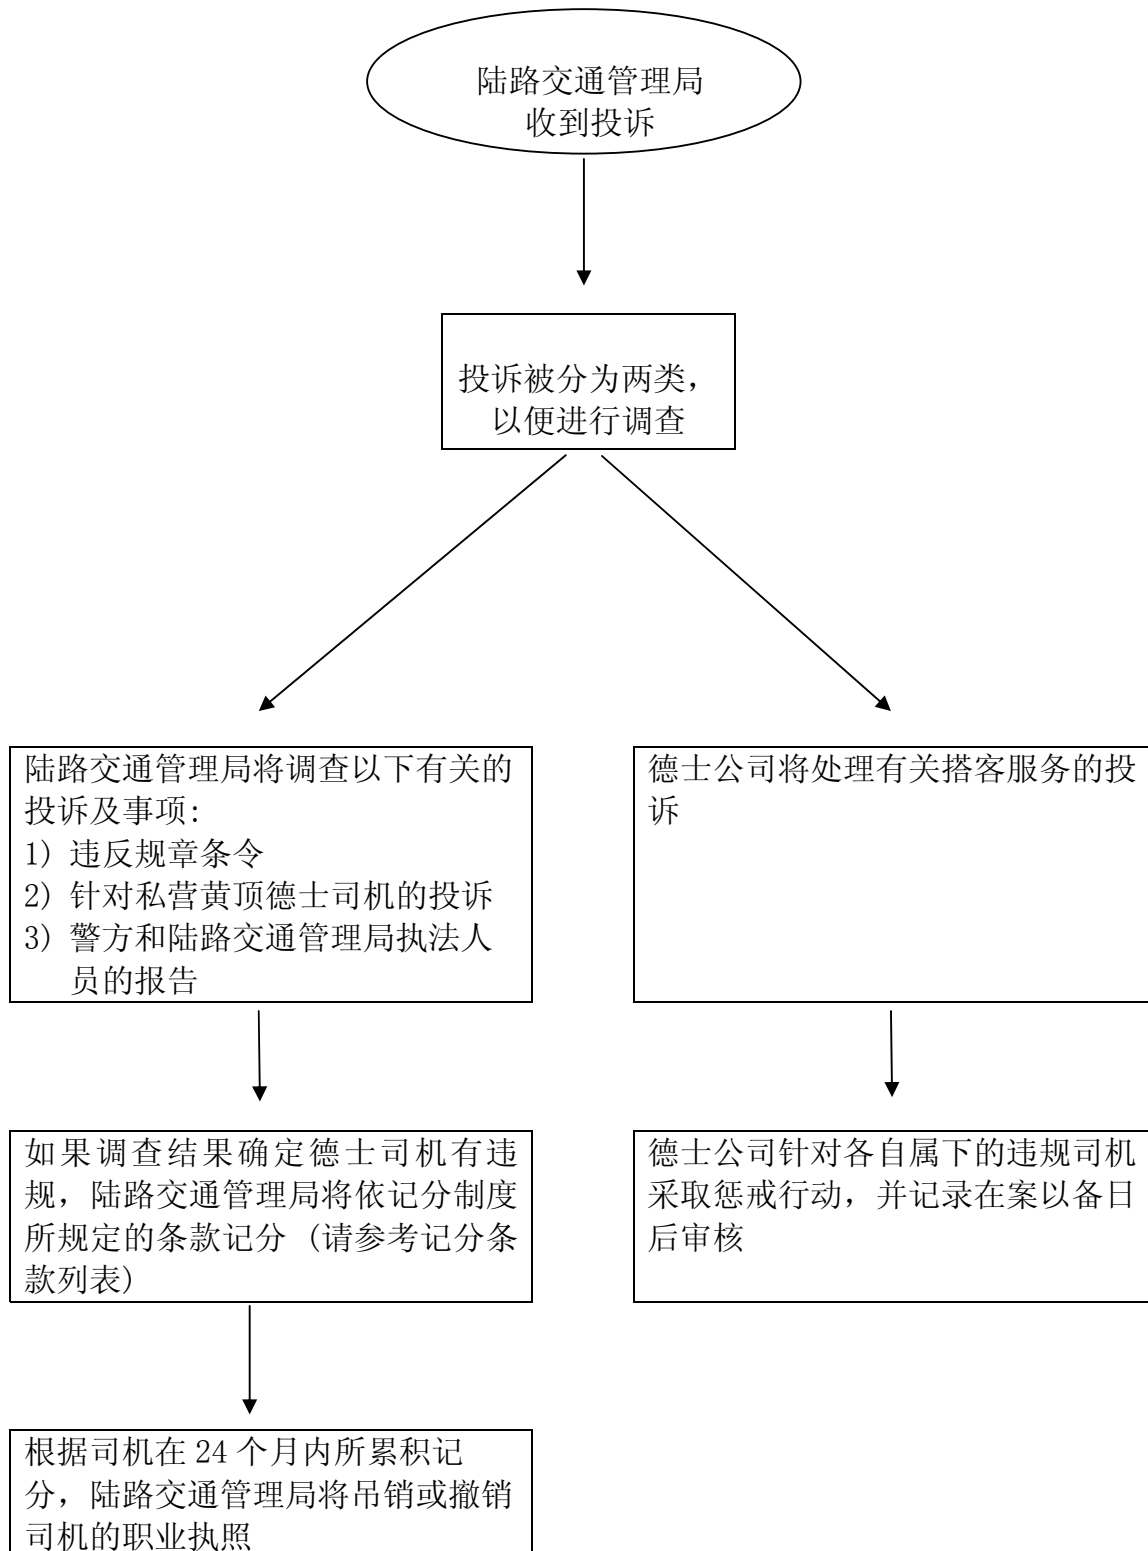 陆路交通管理局
收到投诉
投诉被分为两类，
以便进行调查
陆路交通管理局将调查以下有关的
投诉及事项:
1) 违反规章条令
2) 针对私营黄顶德士司机的投诉
3) 警方和陆路交通管理局执法人
员的报告
德士公司将处理有关搭客服务的投
诉
如果调查结果确定德士司机有违
规，陆路交通管理局将依记分制度
所规定的条款记分 (请参考记分条
款列表)
德士公司针对各自属下的违规司机
采取惩戒行动，并记录在案以备日
后审核
根据司机在 24 个月内所累积记
分，陆路交通管理局将吊销或撤销
司机的职业执照